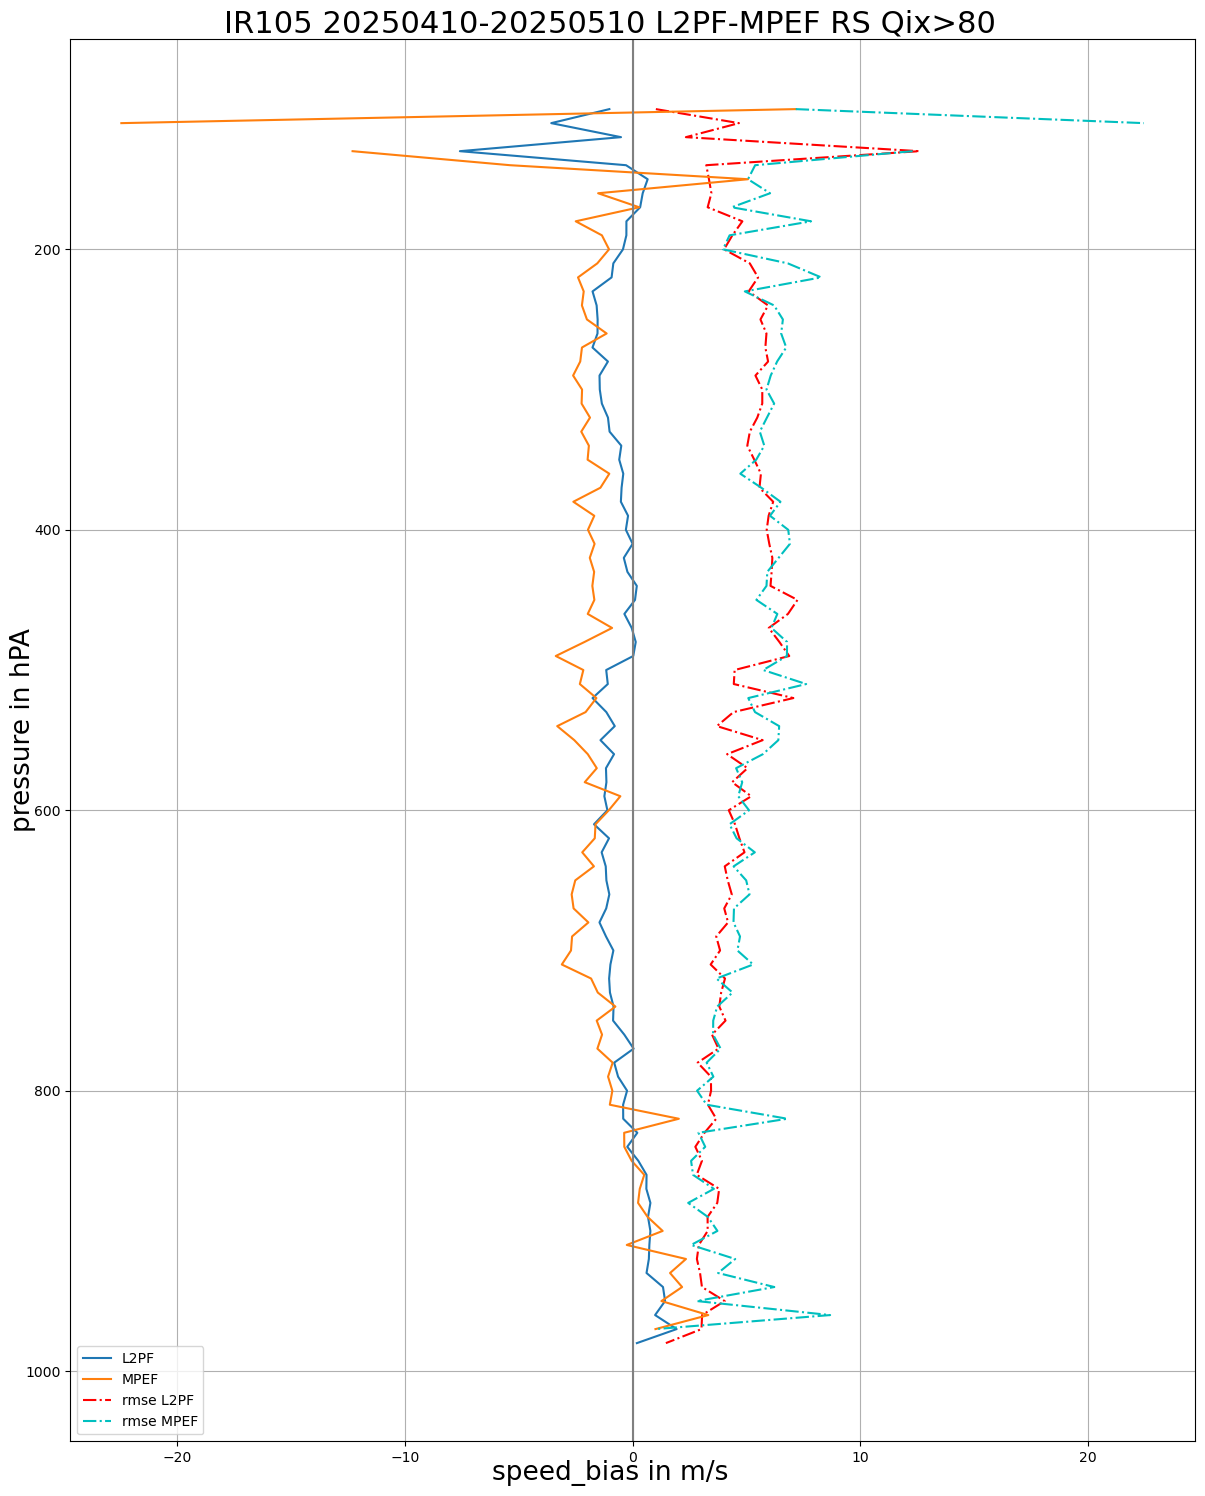 IR105 20250410-20250510 L2PF-MPEF RS Qix>80
pressure in hPA
200
400
600
800
1000
L2PF
MPEF
rmse L2PF
rmse MPEF
−20
−10
0
10
20
speed_bias in m/s